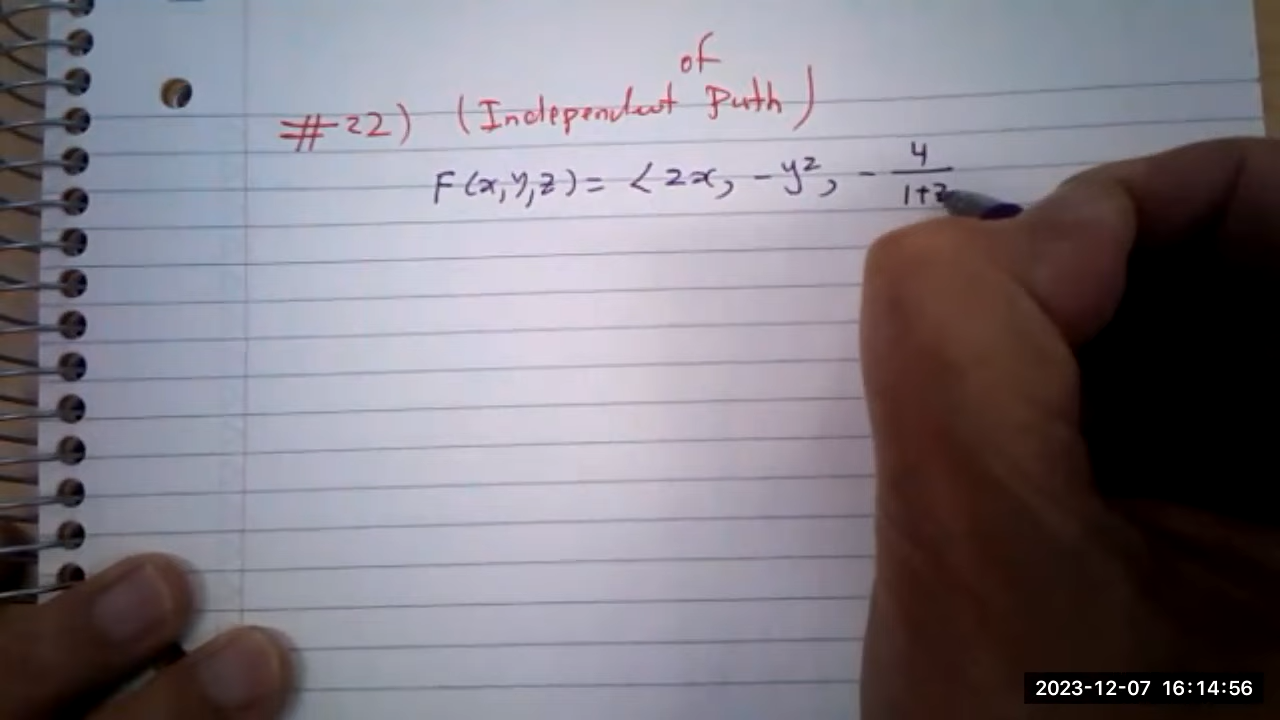 #22) (Independent of Path)
F(x,y,z) = <2x, -y², - 4/1+z
2023-12-07 16:14:56